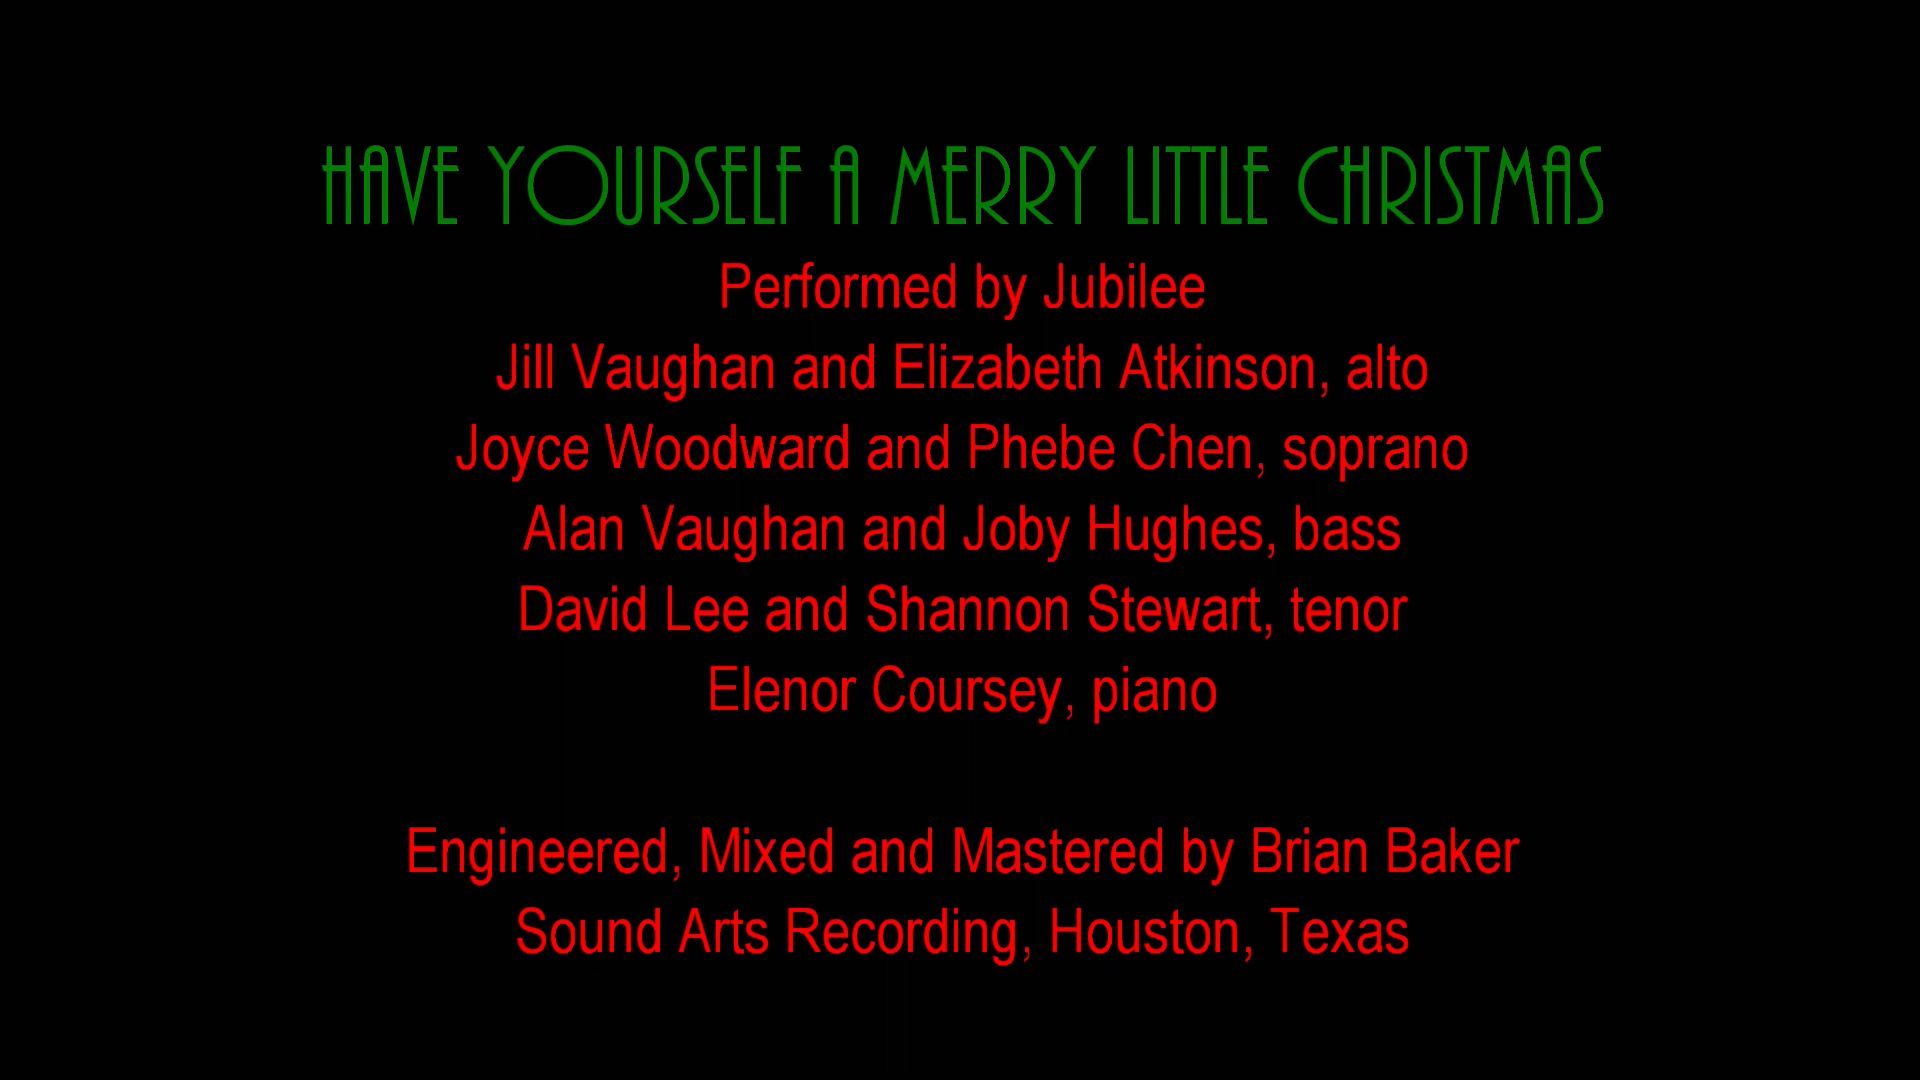 HAVE YOURSELF A MERRY LITTLE CHRISTMAS
Performed by Jubilee
Jill Vaughan and Elizabeth Atkinson, alto
Joyce Woodward and Phebe Chen, soprano
Alan Vaughan and Joby Hughes, bass
David Lee and Shannon Stewart, tenor
Elenor Coursey, piano
Engineered, Mixed and Mastered by Brian Baker
Sound Arts Recording, Houston, Texas